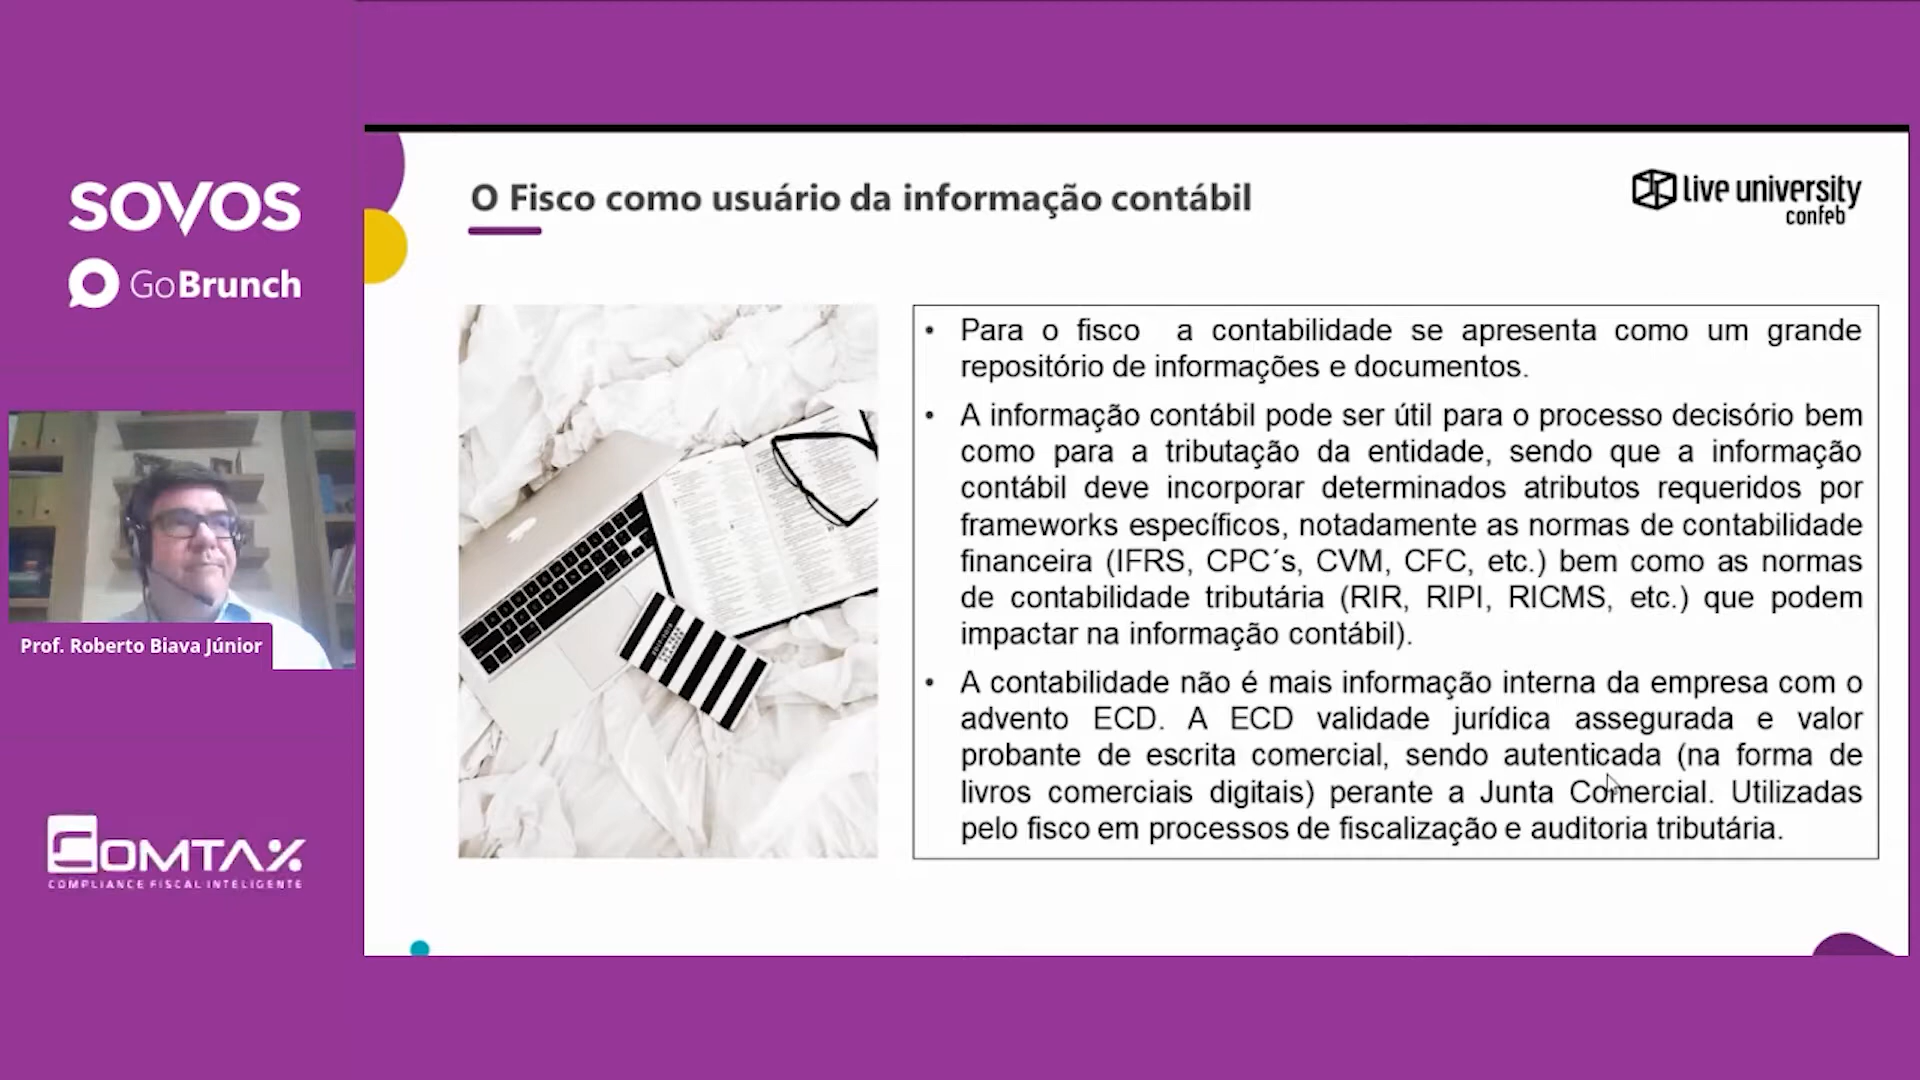 SOVOS
GoBrunch
Prof. Roberto Biava Júnior
COMTAX
COMPLIANCE FISCAL INTELIGENTE
O Fisco como usuário da informação contábil
live university
confeb
• Para o fisco a contabilidade se apresenta como um grande
repositório de informações e documentos.
• A informação contábil pode ser útil para o processo decisório bem
como para a tributação da entidade, sendo que a informação
contábil deve incorporar determinados atributos requeridos por
frameworks específicos, notadamente as normas de contabilidade
financeira (IFRS, CPC´s, CVM, CFC, etc.) bem como as normas
de contabilidade tributária (RIR, RIPI, RICMS, etc.) que podem
impactar na informação contábil).
• A contabilidade não é mais informação interna da empresa com o
advento ECD. A ECD validade jurídica assegurada e valor
probante de escrita comercial, sendo autenticada (na forma de
livros comerciais digitais) perante a Junta Comercial. Utilizadas
pelo fisco em processos de fiscalização e auditoria tributária.